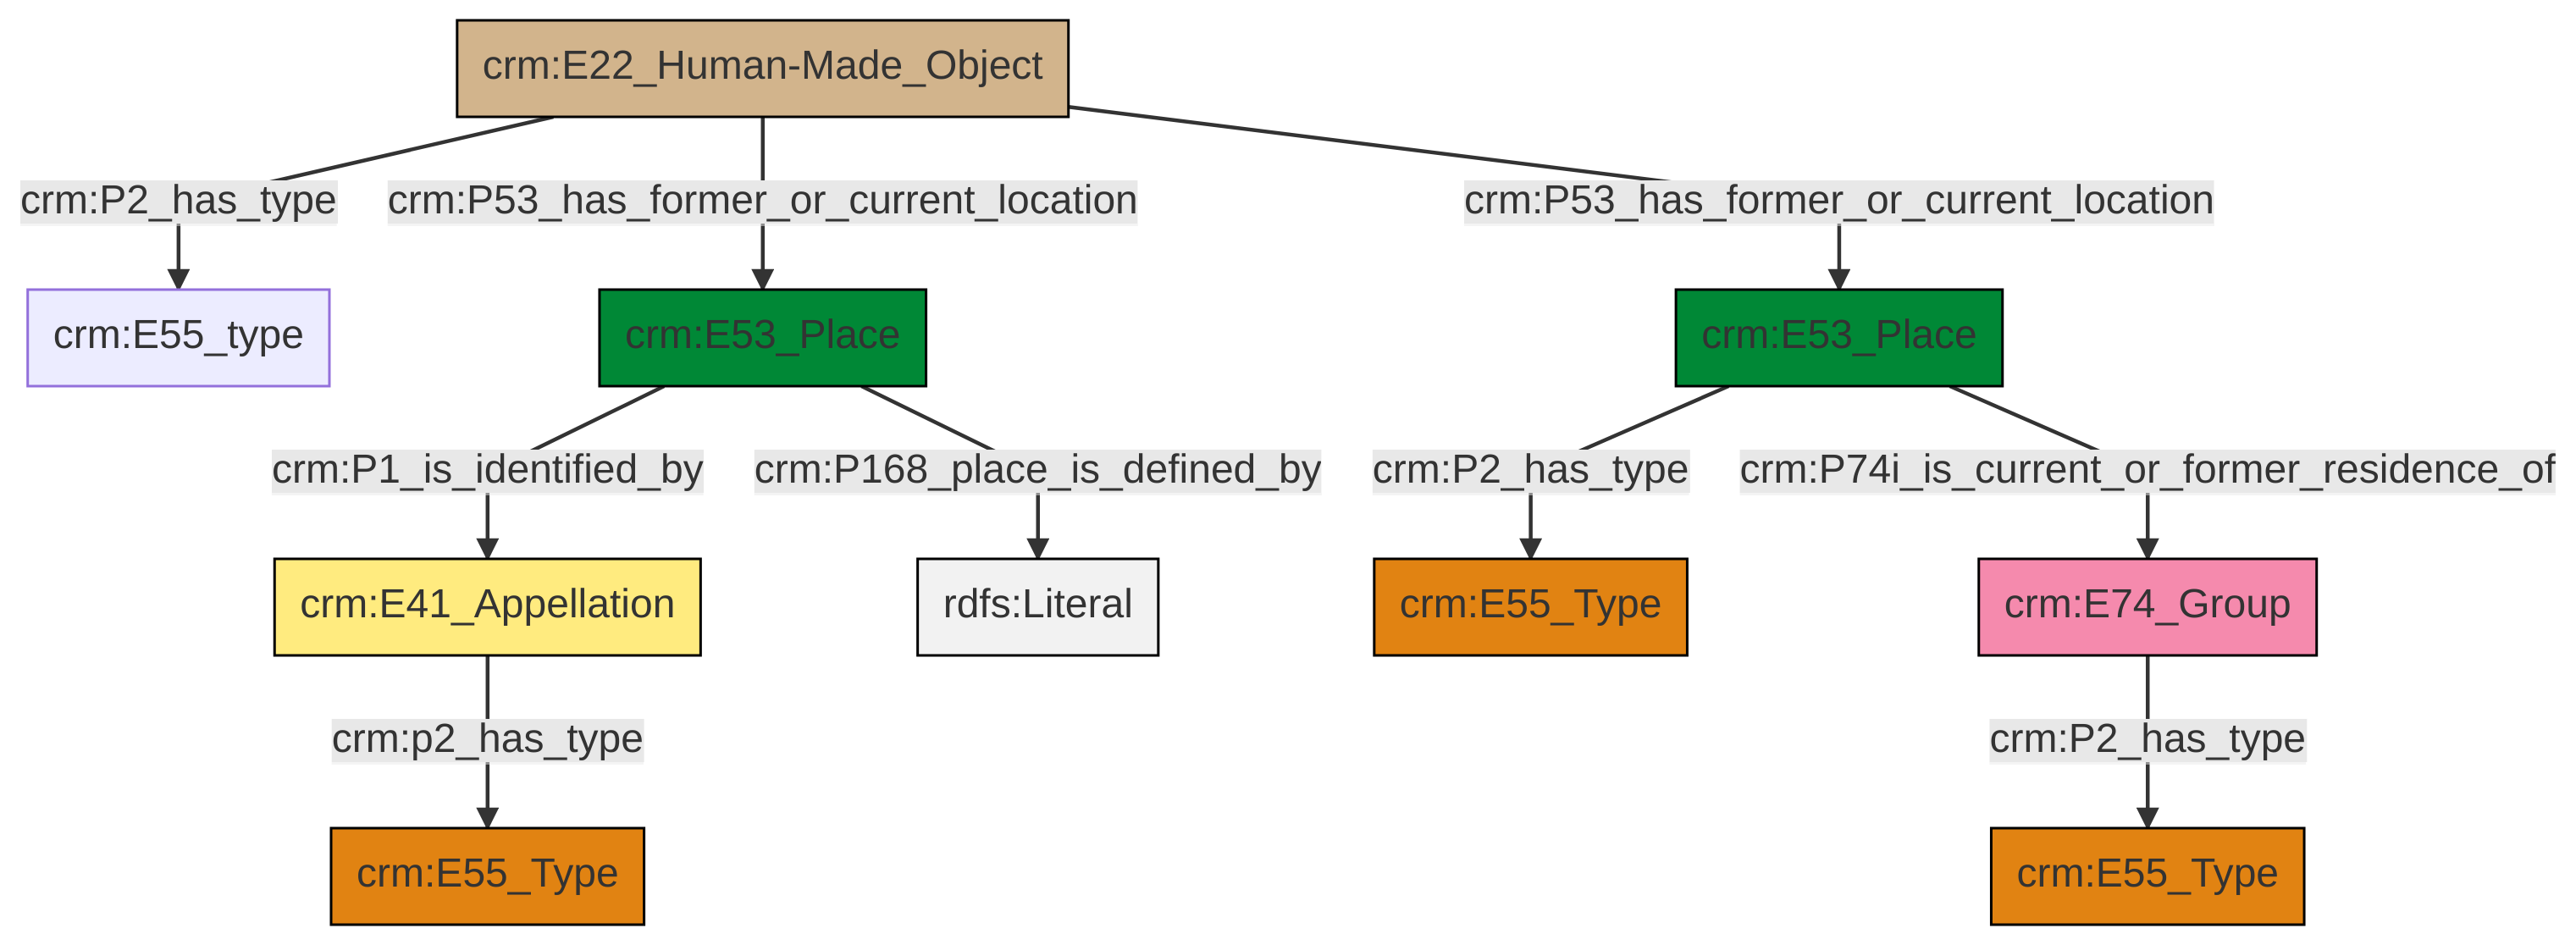 crm:E22_Human-Made_Object
crm:P2_has_type
crm:P53_has_former_or_current_location
crm:P53_has_former_or_current_location
crm:E55_type
crm:E53_Place
crm:E53_Place
crm:P1_is_identified_by
crm:P168_place_is_defined_by
crm:P2_has_type
crm:P74i_is_current_or_former_residence_of
crm:E41_Appellation
rdfs:Literal
crm:E55_Type
crm:E74_Group
crm:p2_has_type
crm:P2_has_type
crm:E55_Type
crm:E55_Type